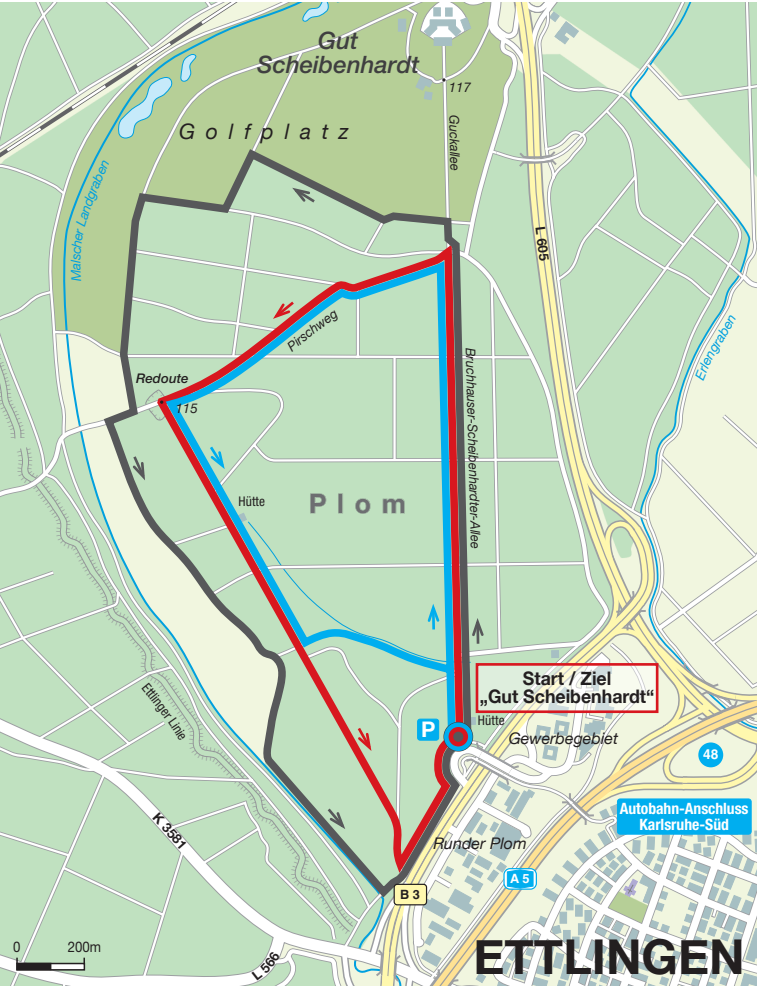 Gut
Scheibenhardt
117
Golfplatz
Guckallee
Malscher Landgraben
L 605
Erlengraben
Pirschweg
Redoute
115
Bruchhauser-Scheibenhardter-Allee
Hütte
Plom
Start / Ziel
„Gut Scheibenhardt“
P
Hütte
Gewerbegebiet
48
Ettlinger Linie
Autobahn-Anschluss
Karlsruhe-Süd
K 3581
Runder Plom
A 5
B 3
0 200m
L 566
ETTLINGEN